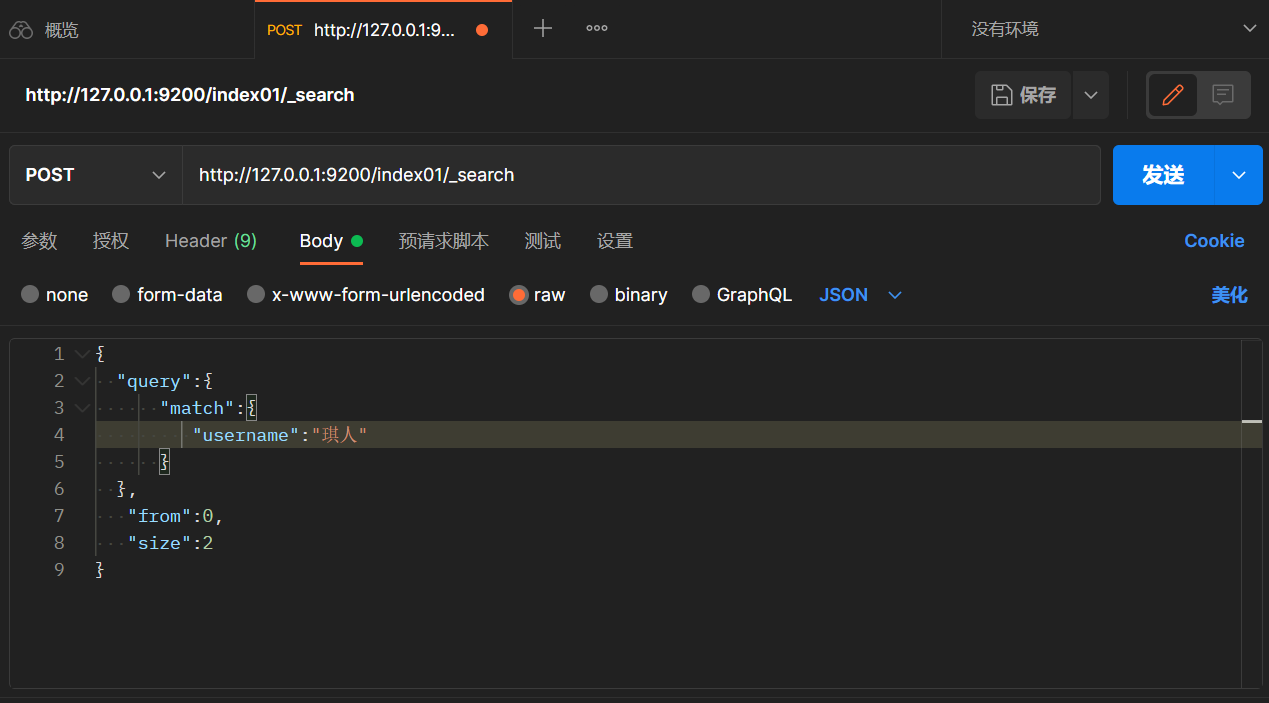 概览
POST http://127.0.0.1:9...
没有环境
http://127.0.0.1:9200/index01/_search
保存
POST
http://127.0.0.1:9200/index01/_search
发送
参数 授权 Header (9) Body 预请求脚本 测试 设置 Cookie
none form-data x-www-form-urlencoded raw binary GraphQL JSON 美化
1 {
2 "query":{
3 "match":{
4 "username":"琪人"
5 }
6 },
7 "from":0,
8 "size":2
9 }